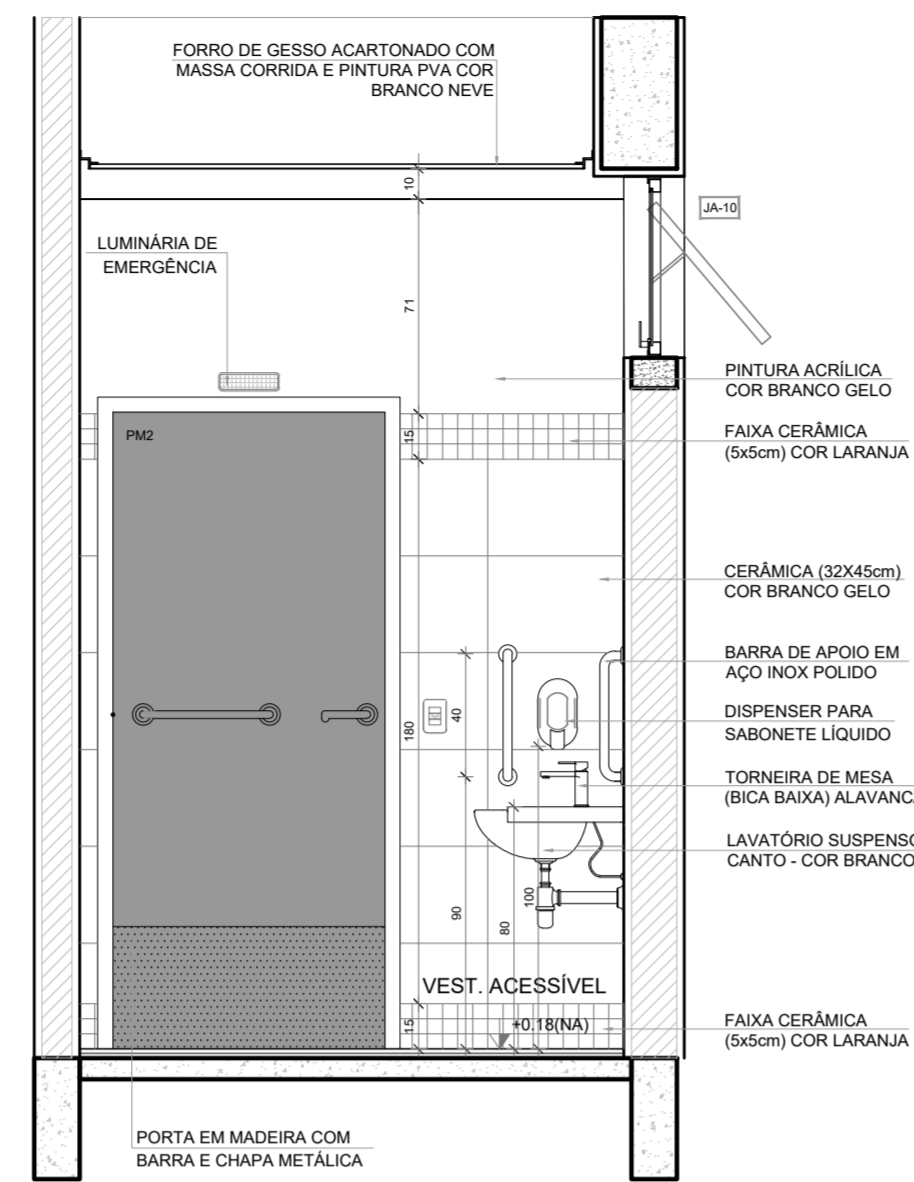 FORRO DE GESSO ACARTONADO COM
MASSA CORRIDA E PINTURA PVA COR
BRANCO NEVE
10
JA-10
LUMINÁRIA DE
EMERGÊNCIA
71
PINTURA ACRÍLICA
COR BRANCO GELO
PM2
15
FAIXA CERÂMICA
(5x5cm) COR LARANJA
CERÂMICA (32X45cm)
COR BRANCO GELO
BARRA DE APOIO EM
AÇO INOX POLIDO
180
40
DISPENSER PARA
SABONETE LÍQUIDO
TORNEIRA DE MESA
(BICA BAIXA) ALAVANC
LAVATÓRIO SUSPENS
CANTO - COR BRANCO
90
80
100
VEST. ACESSÍVEL
15
+0.18(NA)
FAIXA CERÂMICA
(5x5cm) COR LARANJA
PORTA EM MADEIRA COM
BARRA E CHAPA METÁLICA